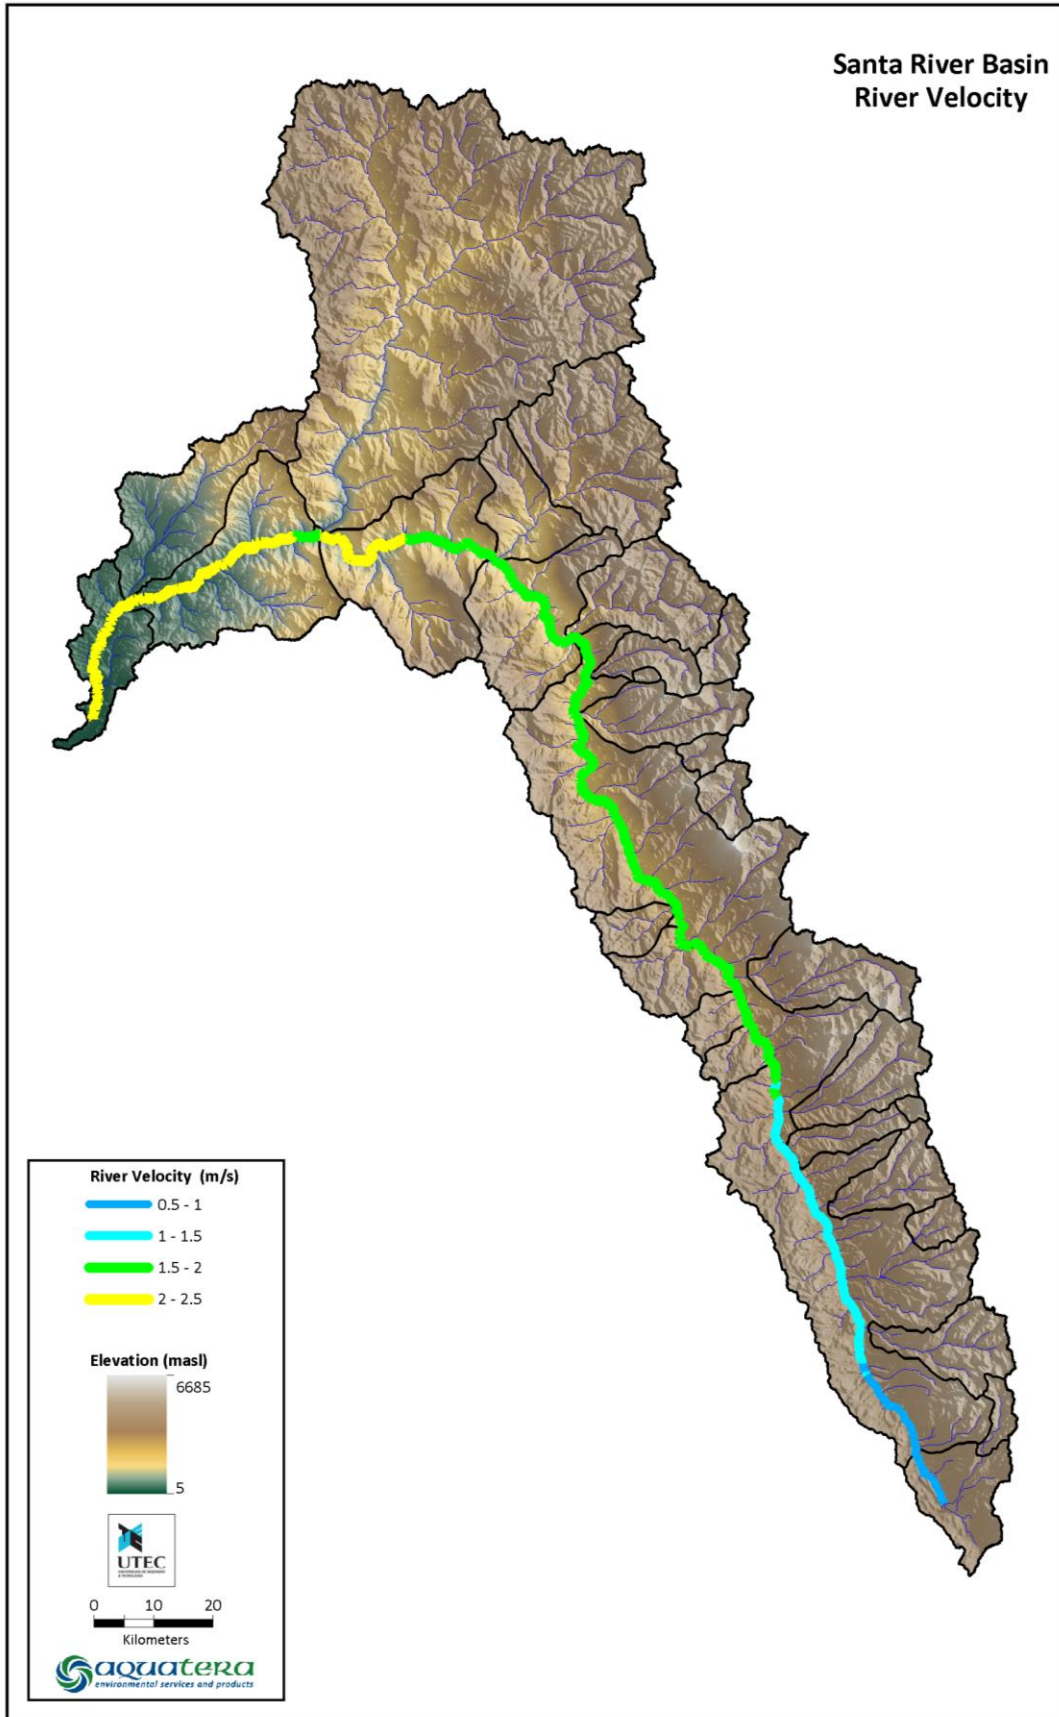 Santa River Basin
River Velocity
River Velocity (m/s)
0.5 - 1
1 - 1.5
1.5 - 2
2 - 2.5
Elevation (masl)
6685
5
UTEC
0 10 20
Kilometers
aquatera
environmental services and products